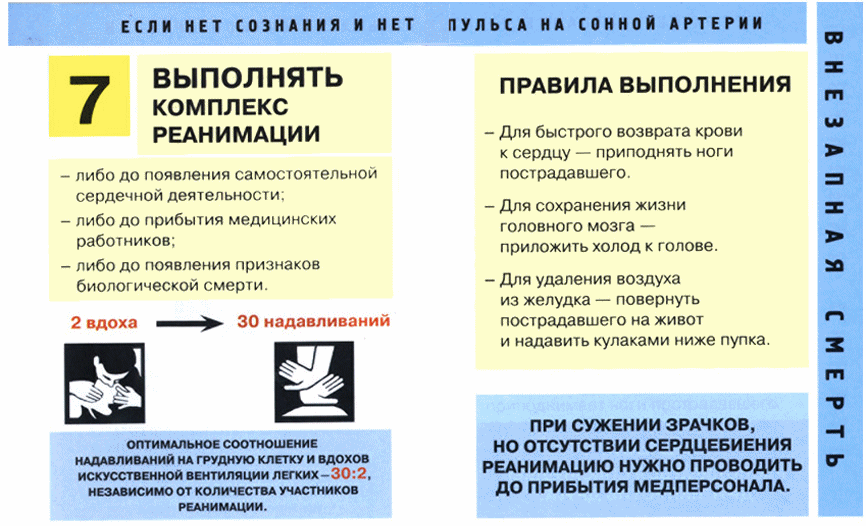 ЕСЛИ НЕТ СОЗНАНИЯ И НЕТ ПУЛЬСА НА СОННОЙ АРТЕРИИ
7
ВЫПОЛНЯТЬ
КОМПЛЕКС
РЕАНИМАЦИИ
– либо до появления самостоятельной
сердечной деятельности;
– либо до прибытия медицинских
работников;
– либо до появления признаков
биологической смерти.
2 вдоха
30 надавливаний
ОПТИМАЛЬНОЕ СООТНОШЕНИЕ
НАДАВЛИВАНИЙ НА ГРУДНУЮ КЛЕТКУ И ВДОХОВ
ИСКУССТВЕННОЙ ВЕНТИЛЯЦИИ ЛЕГКИХ–30:2,
НЕЗАВИСИМО ОТ КОЛИЧЕСТВА УЧАСТНИКОВ
РЕАНИМАЦИИ.
ПРАВИЛА ВЫПОЛНЕНИЯ
– Для быстрого возврата крови
к сердцу — приподнять ноги
пострадавшего.
– Для сохранения жизни
головного мозга —
приложить холод к голове.
– Для удаления воздуха
из желудка — повернуть
пострадавшего на живот
и надавить кулаками ниже пупка.
ПРИ СУЖЕНИИ ЗРАЧКОВ,
НО ОТСУТСТВИИ СЕРДЦЕБИЕНИЯ
РЕАНИМАЦИЮ НУЖНО ПРОВОДИТЬ
ДО ПРИБЫТИЯ МЕДПЕРСОНАЛА.
ВНЕЗАПНАЯ СМЕРТЬ